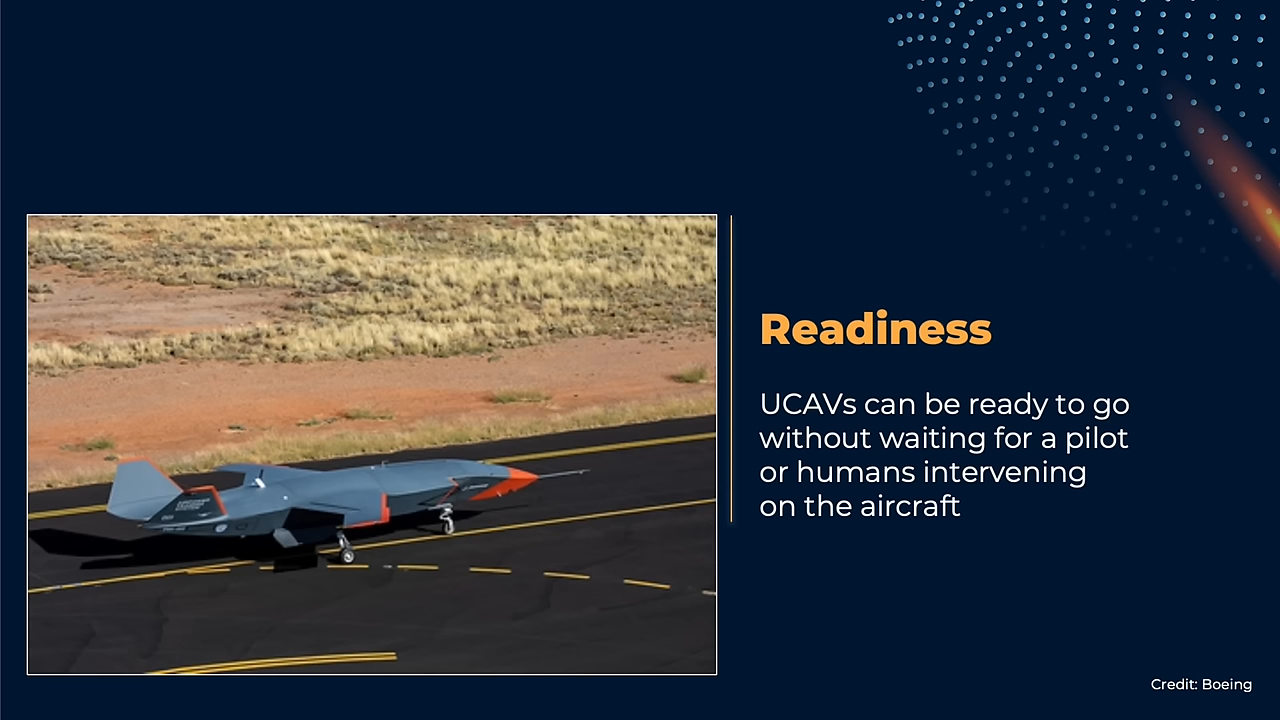 Readiness
UCAVs can be ready to go
without waiting for a pilot
or humans intervening
on the aircraft
Credit: Boeing